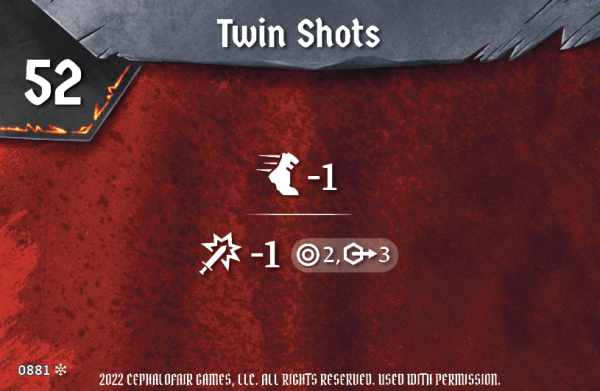 Twin Shots
52
-1
-1 2, 3
0881
2022 CEPHALOFAIR GAMES, LLC. ALL RIGHTS RESERVED. USED WITH PERMISSION.